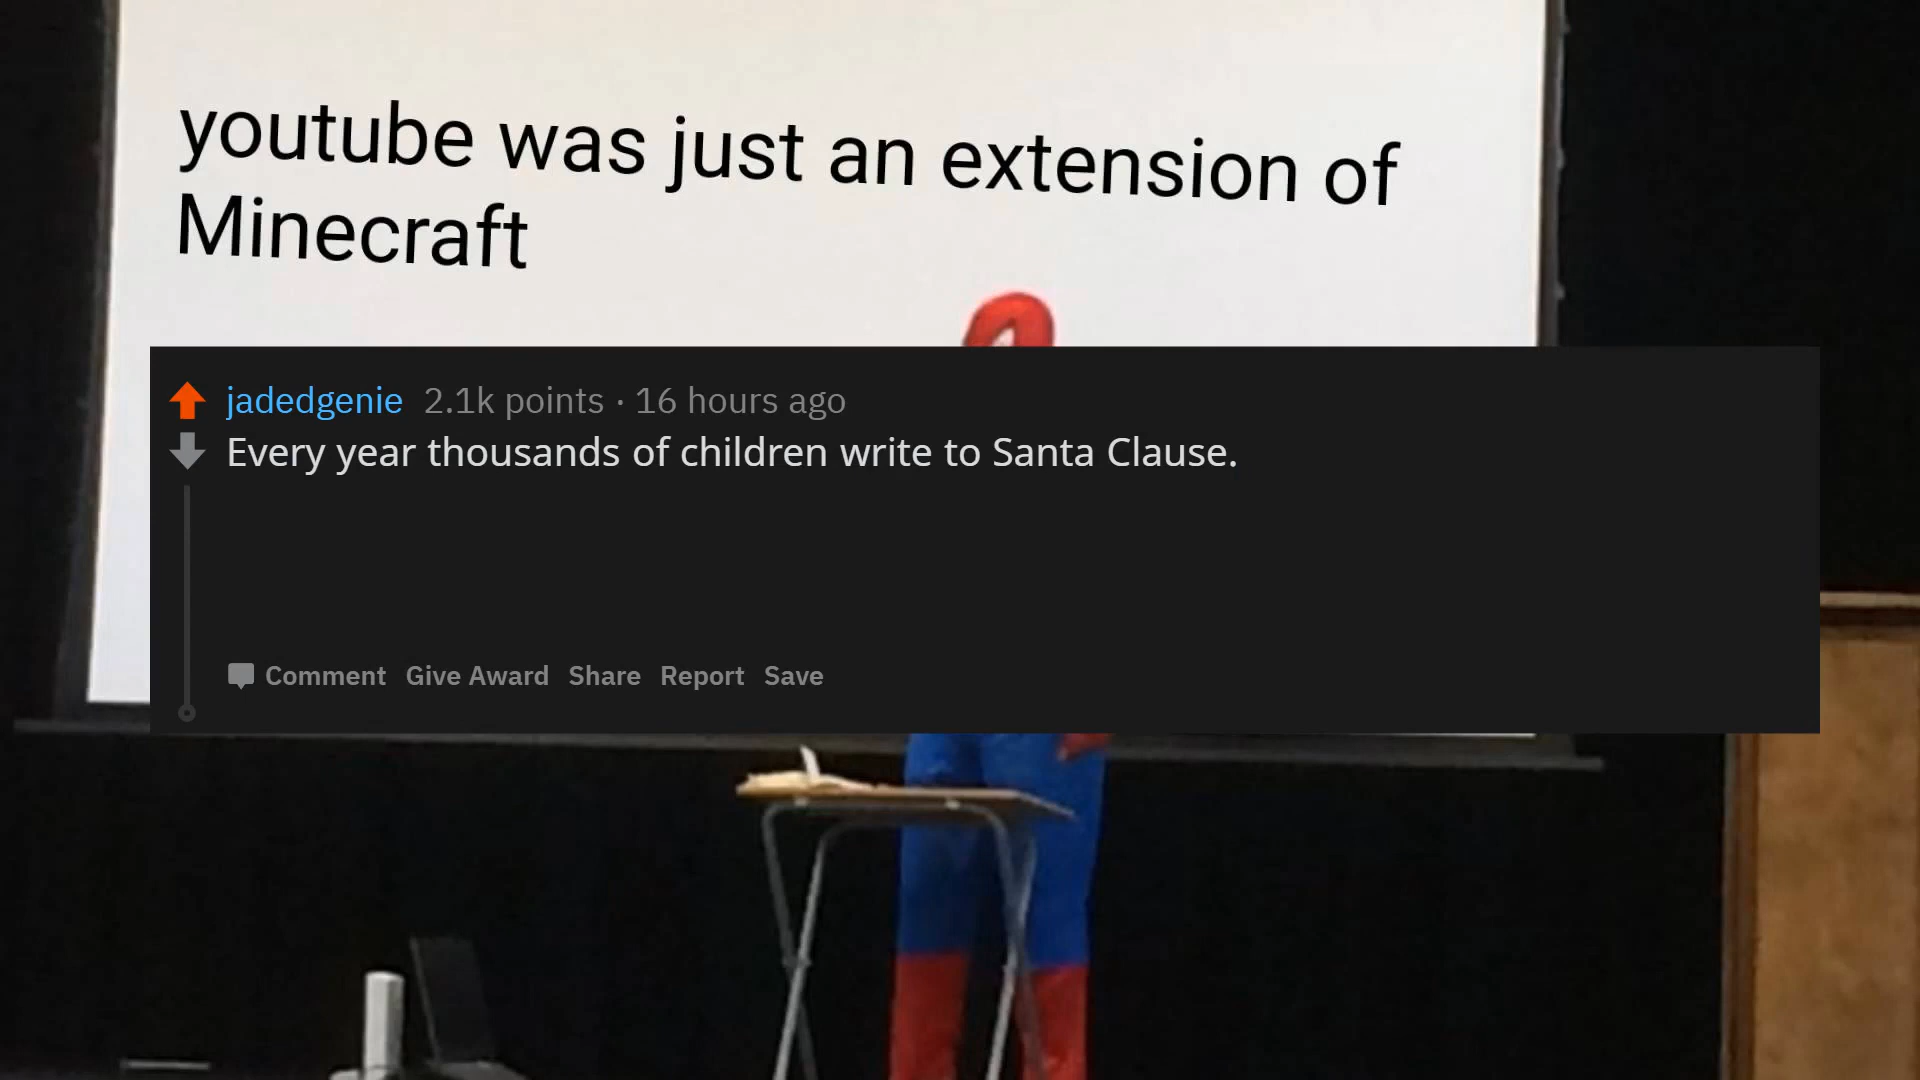 youtube was just an extension of
Minecraft
jadedgenie 2.1k points · 16 hours ago
Every year thousands of children write to Santa Clause.
Comment Give Award Share Report Save